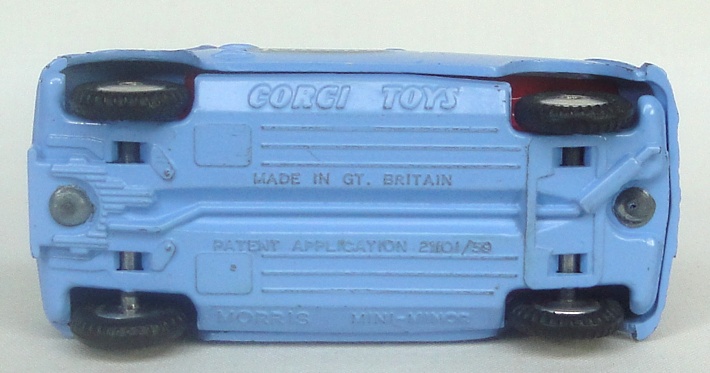 CORGI TOYS
MADE IN GT. BRITAIN
PATENT APPLICATION 21101/59
MORRIS MINI-MINOR